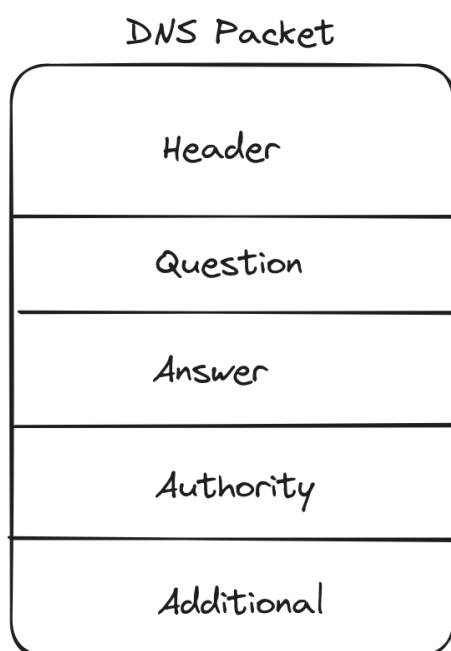 DNS Packet
Header
Question
Answer
Authority
Additional